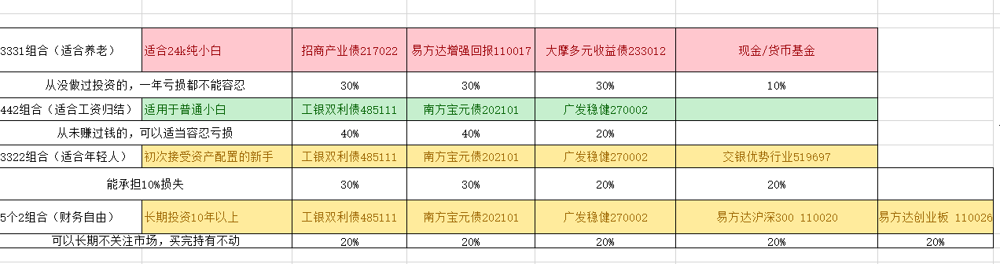 3331组合（适合养老） 适合24k纯小白 招商产业债217022 易方达增强回报110017 大摩多元收益债233012 现金/货币基金
从没做过投资的，一年亏损都不能容忍 30% 30% 30% 10%
442组合（适合工资归结） 适用于普通小白 工银双利债485111 南方宝元债202101 广发稳健270002
从未赚过钱的，可以适当容忍亏损 40% 40% 20%
3322组合（适合年轻人） 初次接受资产配置的新手 工银双利债485111 南方宝元债202101 广发稳健270002 交银优势行业519697
能承担10%损失 30% 30% 20% 20%
5个2组合（财务自由） 长期投资10年以上 工银双利债485111 南方宝元债202101 广发稳健270002 易方达沪深300 110020 易方达创业板 110026
可以长期不关注市场，买完持有不动 20% 20% 20% 20% 20%